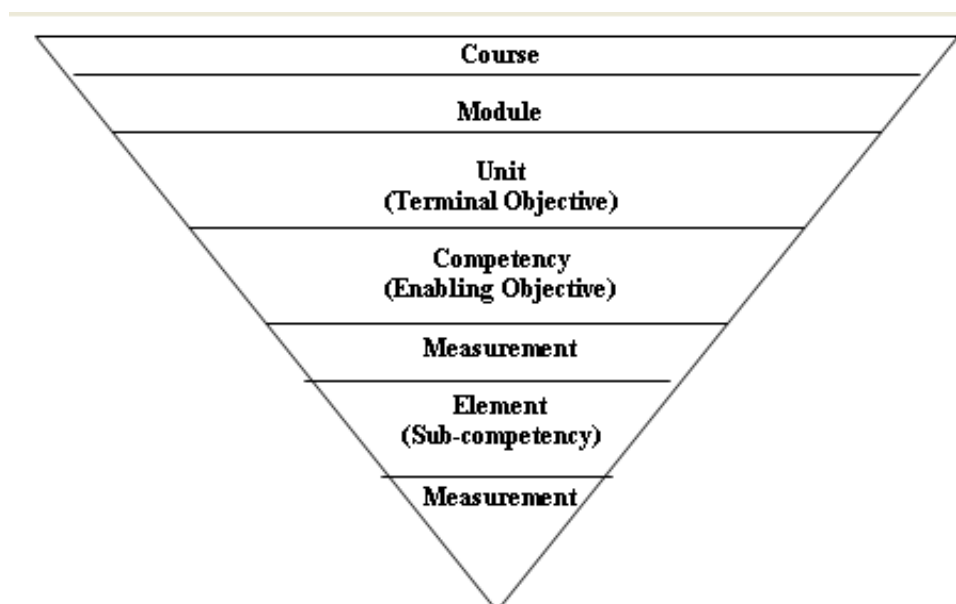 Course
Module
Unit
(Terminal Objective)
Competency
(Enabling Objective)
Measurement
Element
(Sub-competency)
Measurement